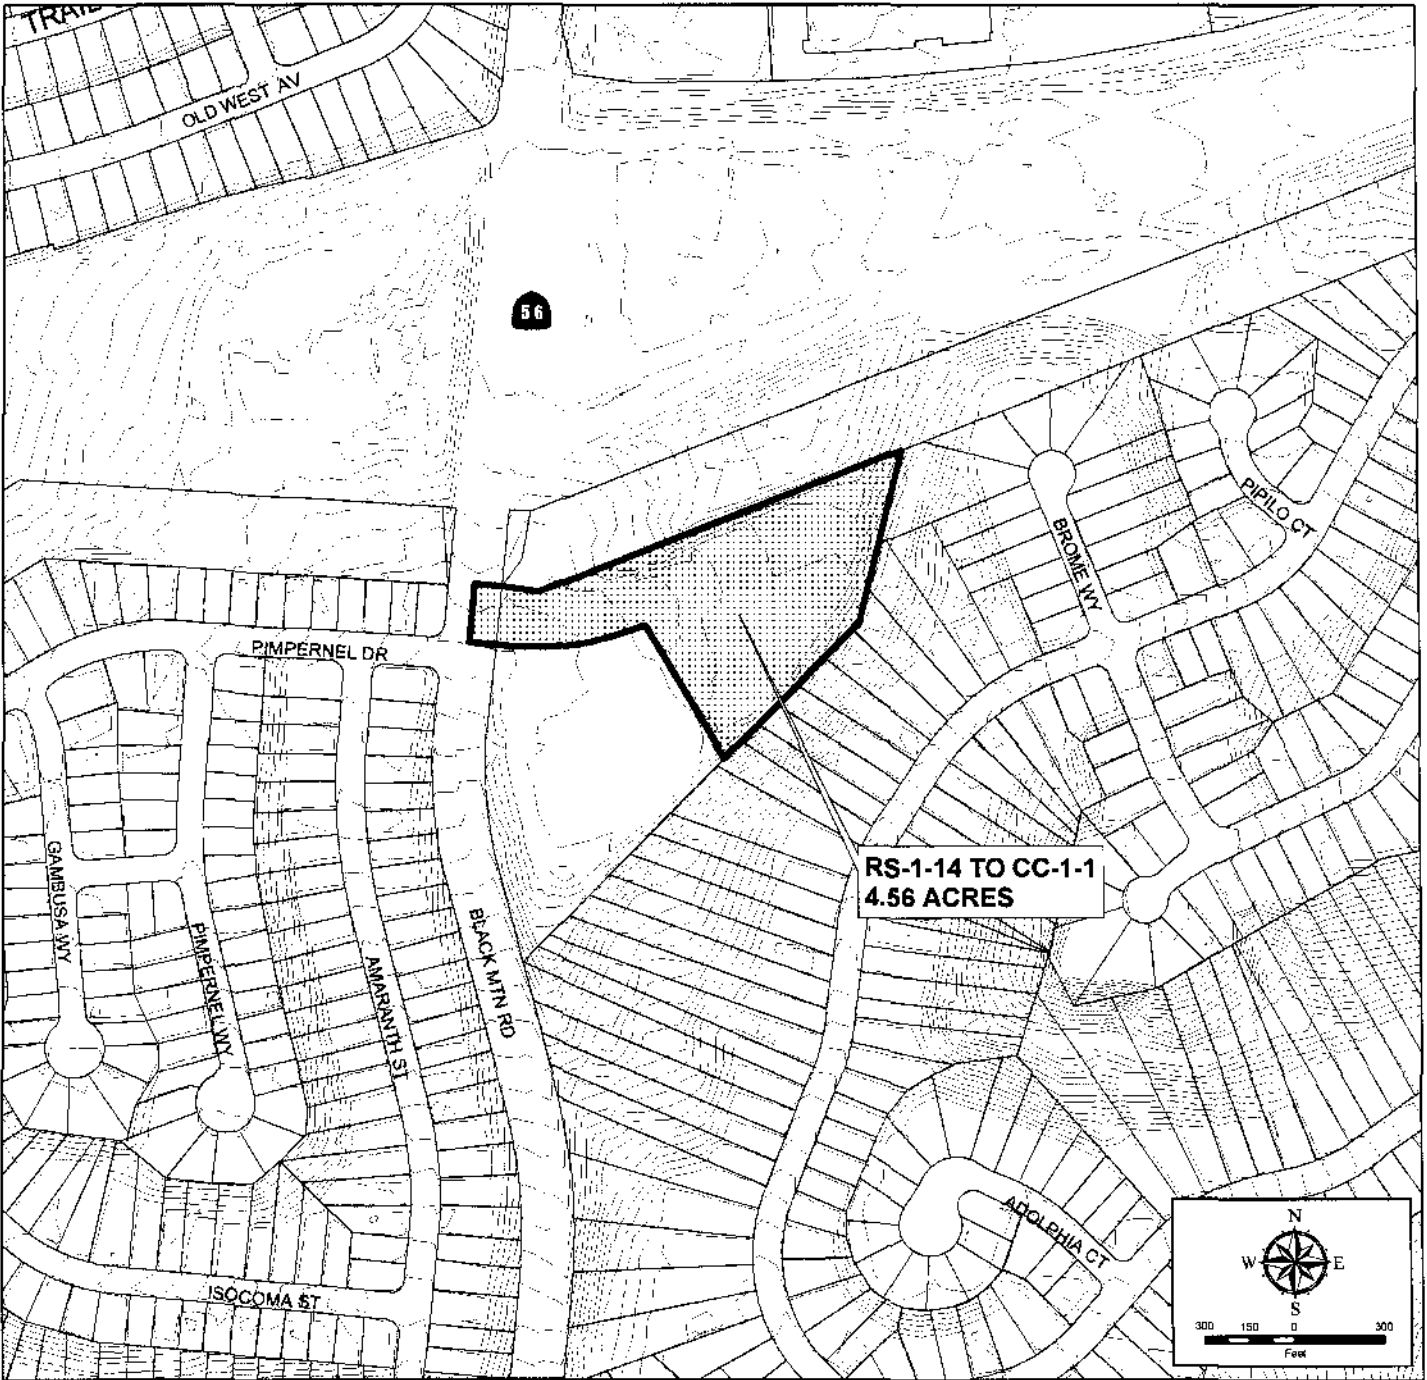 TRAIL
OLD WEST AV
56
PIPILO CT
BROME WY
PIMPERNEL DR
RS-1-14 TO CC-1-1
4.56 ACRES
GAMBUSA WY
PIMPERNEL WY
AMARANTH ST
BLACK MTN RD
ADOLPHIA CT
ISOCOMA ST
N
W E
S
300 150 0 300
Feet